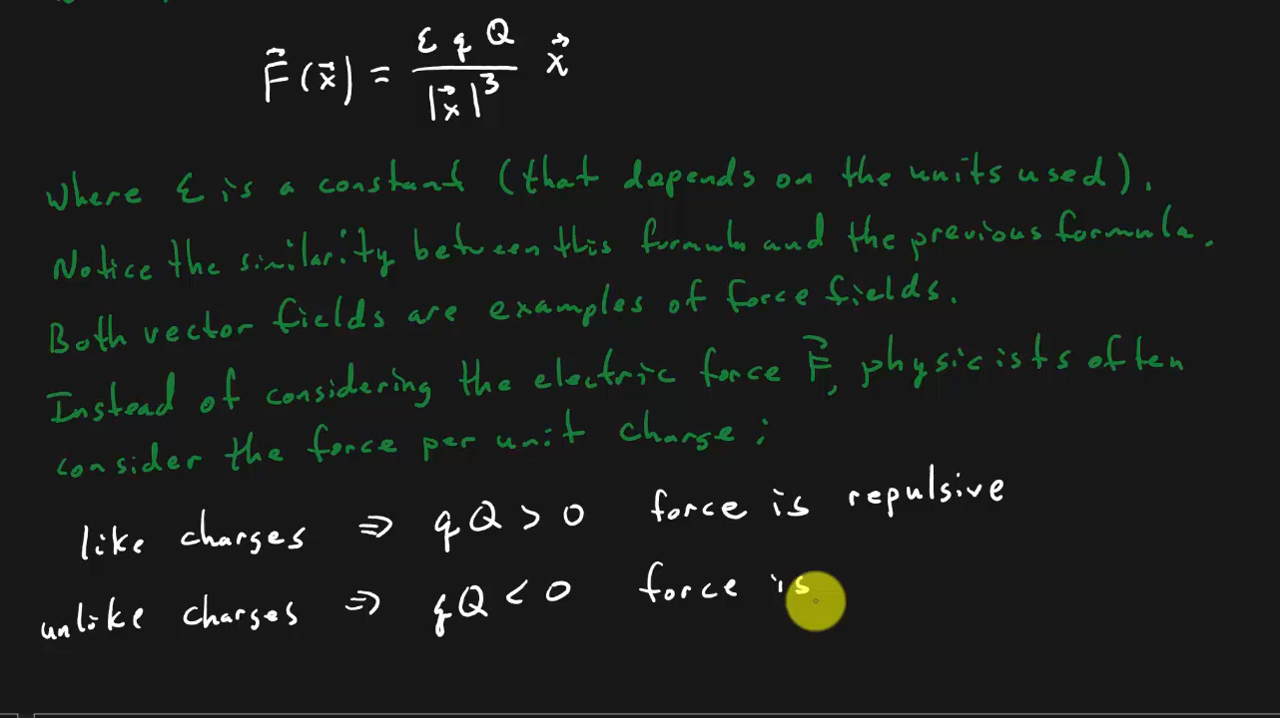 F⃗(x⃗) = ε q Q / |x⃗|³ x⃗
where ε is a constant (that depends on the units used).
Notice the similarity between this formula and the previous formula.
Both vector fields are examples of force fields.
Instead of considering the electric force F⃗, physicists often
consider the force per unit charge;
like charges ⇒ qQ > 0 force is repulsive
unlike charges ⇒ qQ < 0 force is